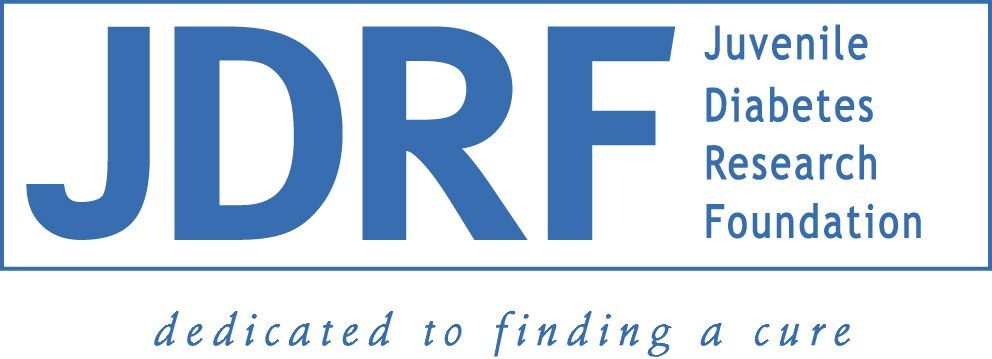 JDRF
Juvenile
Diabetes
Research
Foundation
dedicated to finding a cure